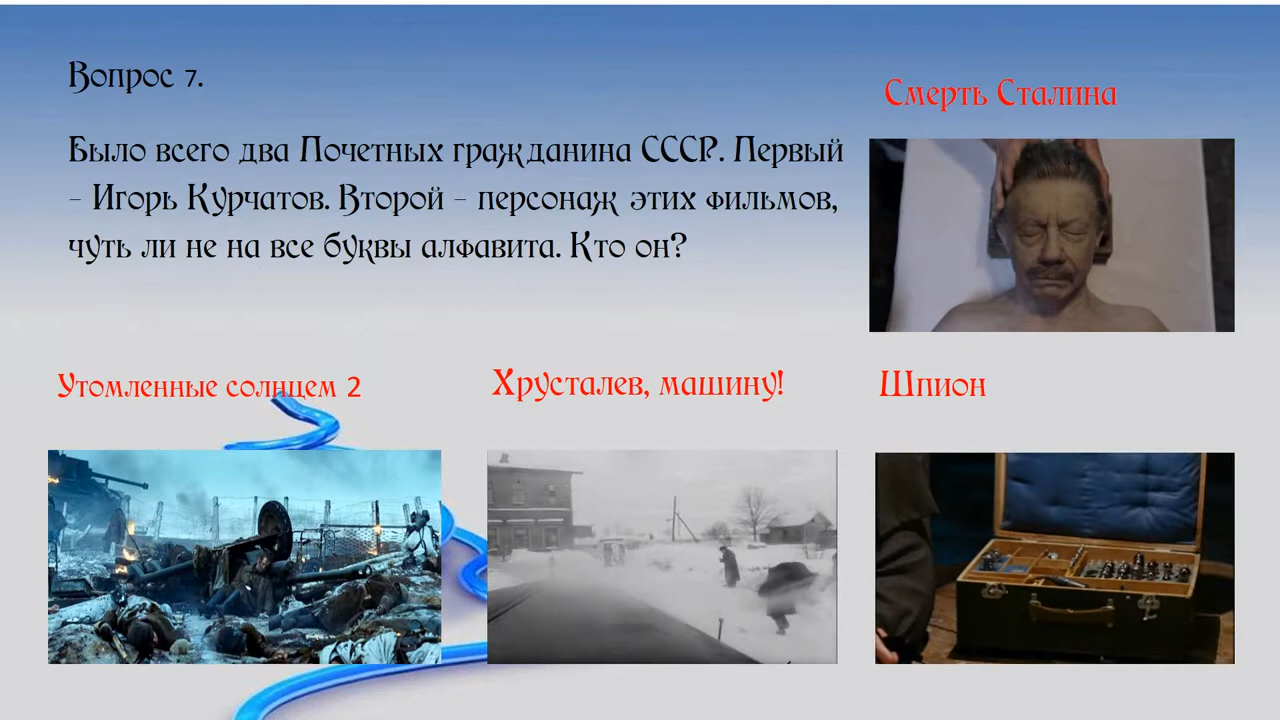 Вопрос 7.
Было всего два Почетных гражданина СССР. Первый
– Игорь Курчатов. Второй – персонаж этих фильмов,
чуть ли не на все буквы алфавита. Кто он?
Смерть Сталина
Утомленные солнцем 2
Хрусталев, машину!
Шпион